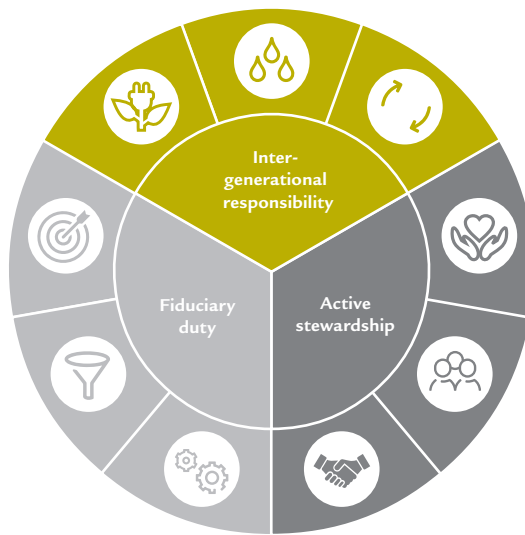 Inter-
generational
responsibility
Fiduciary
duty
Active
stewardship